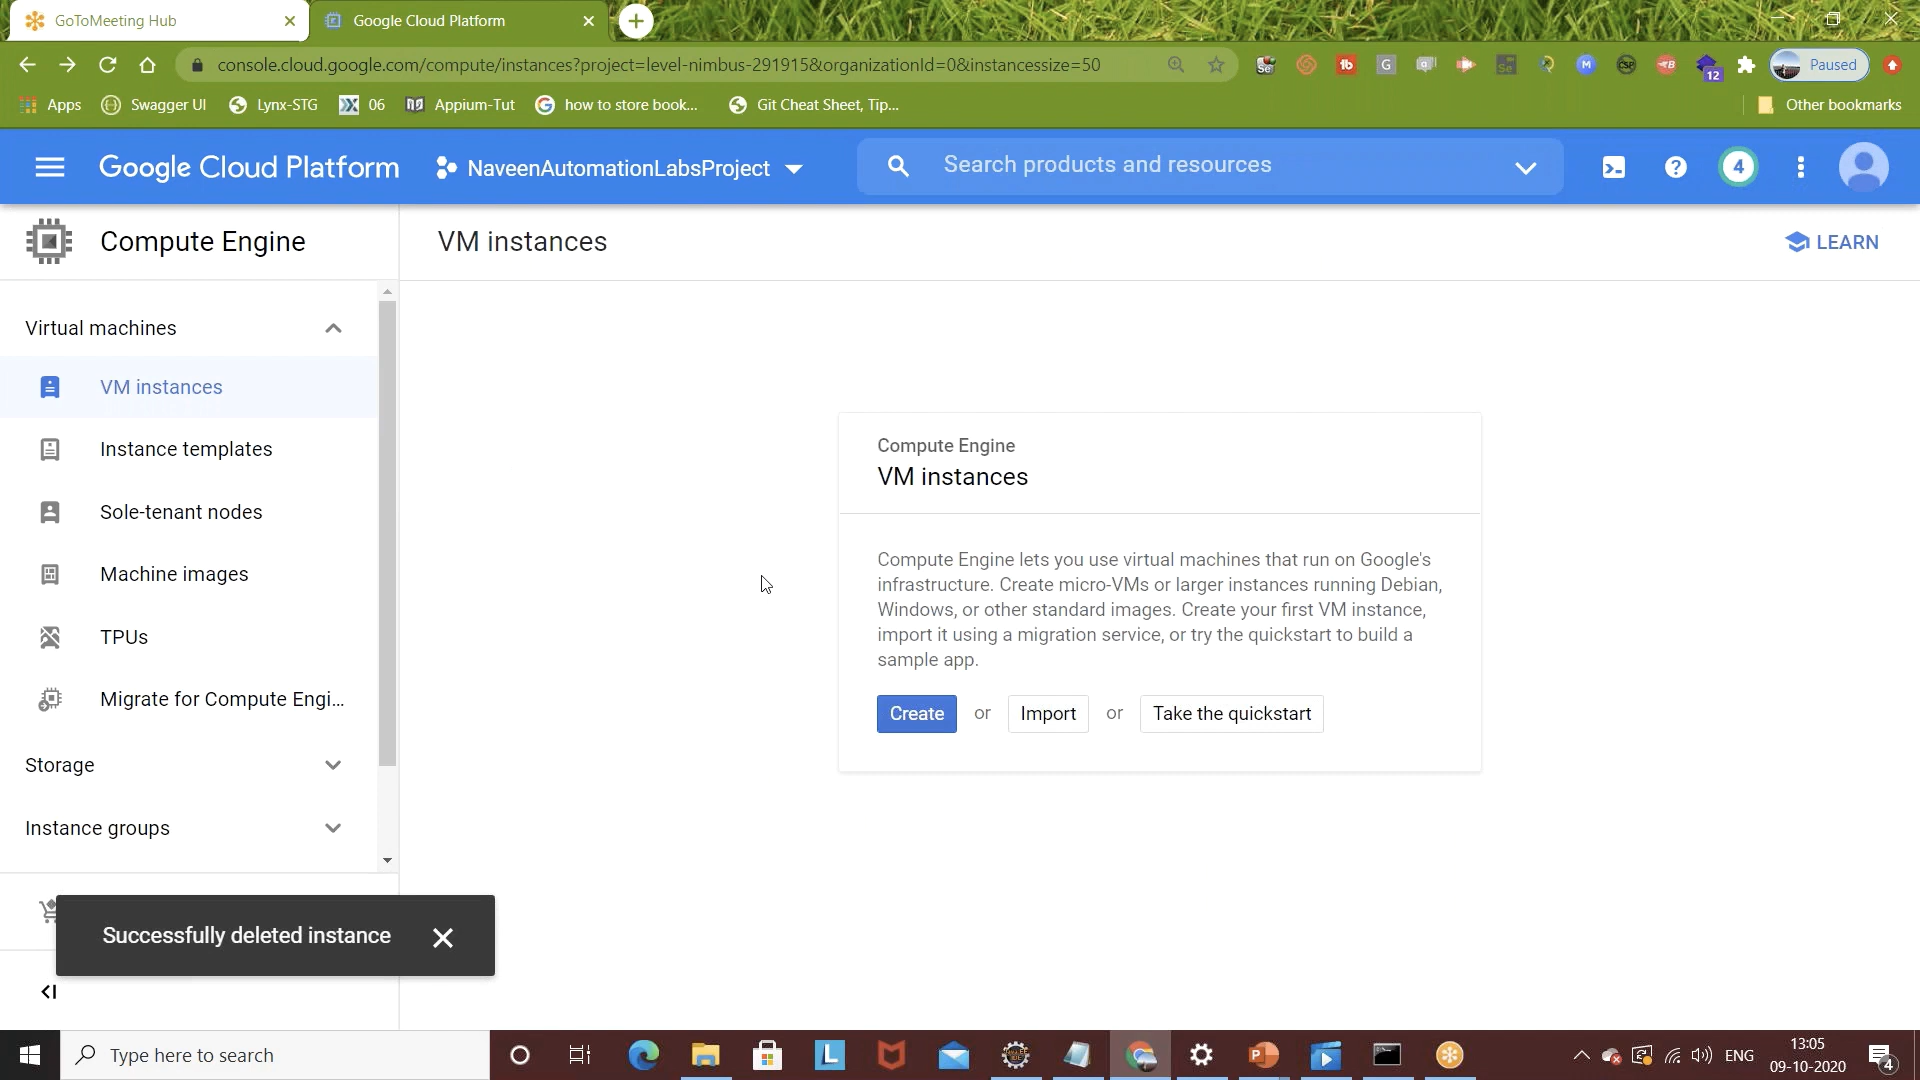 GoToMeeting Hub
Google Cloud Platform
console.cloud.google.com/compute/instances?project=level-nimbus-291915&organizationId=0&instancessize=50
12
Paused
Apps
Swagger UI
Lynx-STG
06
Appium-Tut
how to store book...
Git Cheat Sheet, Tip...
Other bookmarks
Google Cloud Platform
NaveenAutomationLabsProject
Search products and resources
4
Compute Engine
VM instances
LEARN
Virtual machines
VM instances
Instance templates
Sole-tenant nodes
Machine images
TPUs
Migrate for Compute Engi...
Storage
Instance groups
Compute Engine
VM instances
Compute Engine lets you use virtual machines that run on Google's
infrastructure. Create micro-VMs or larger instances running Debian,
Windows, or other standard images. Create your first VM instance,
import it using a migration service, or try the quickstart to build a
sample app.
Create or Import or Take the quickstart
Successfully deleted instance
Type here to search
ENG
13:05
09-10-2020
4